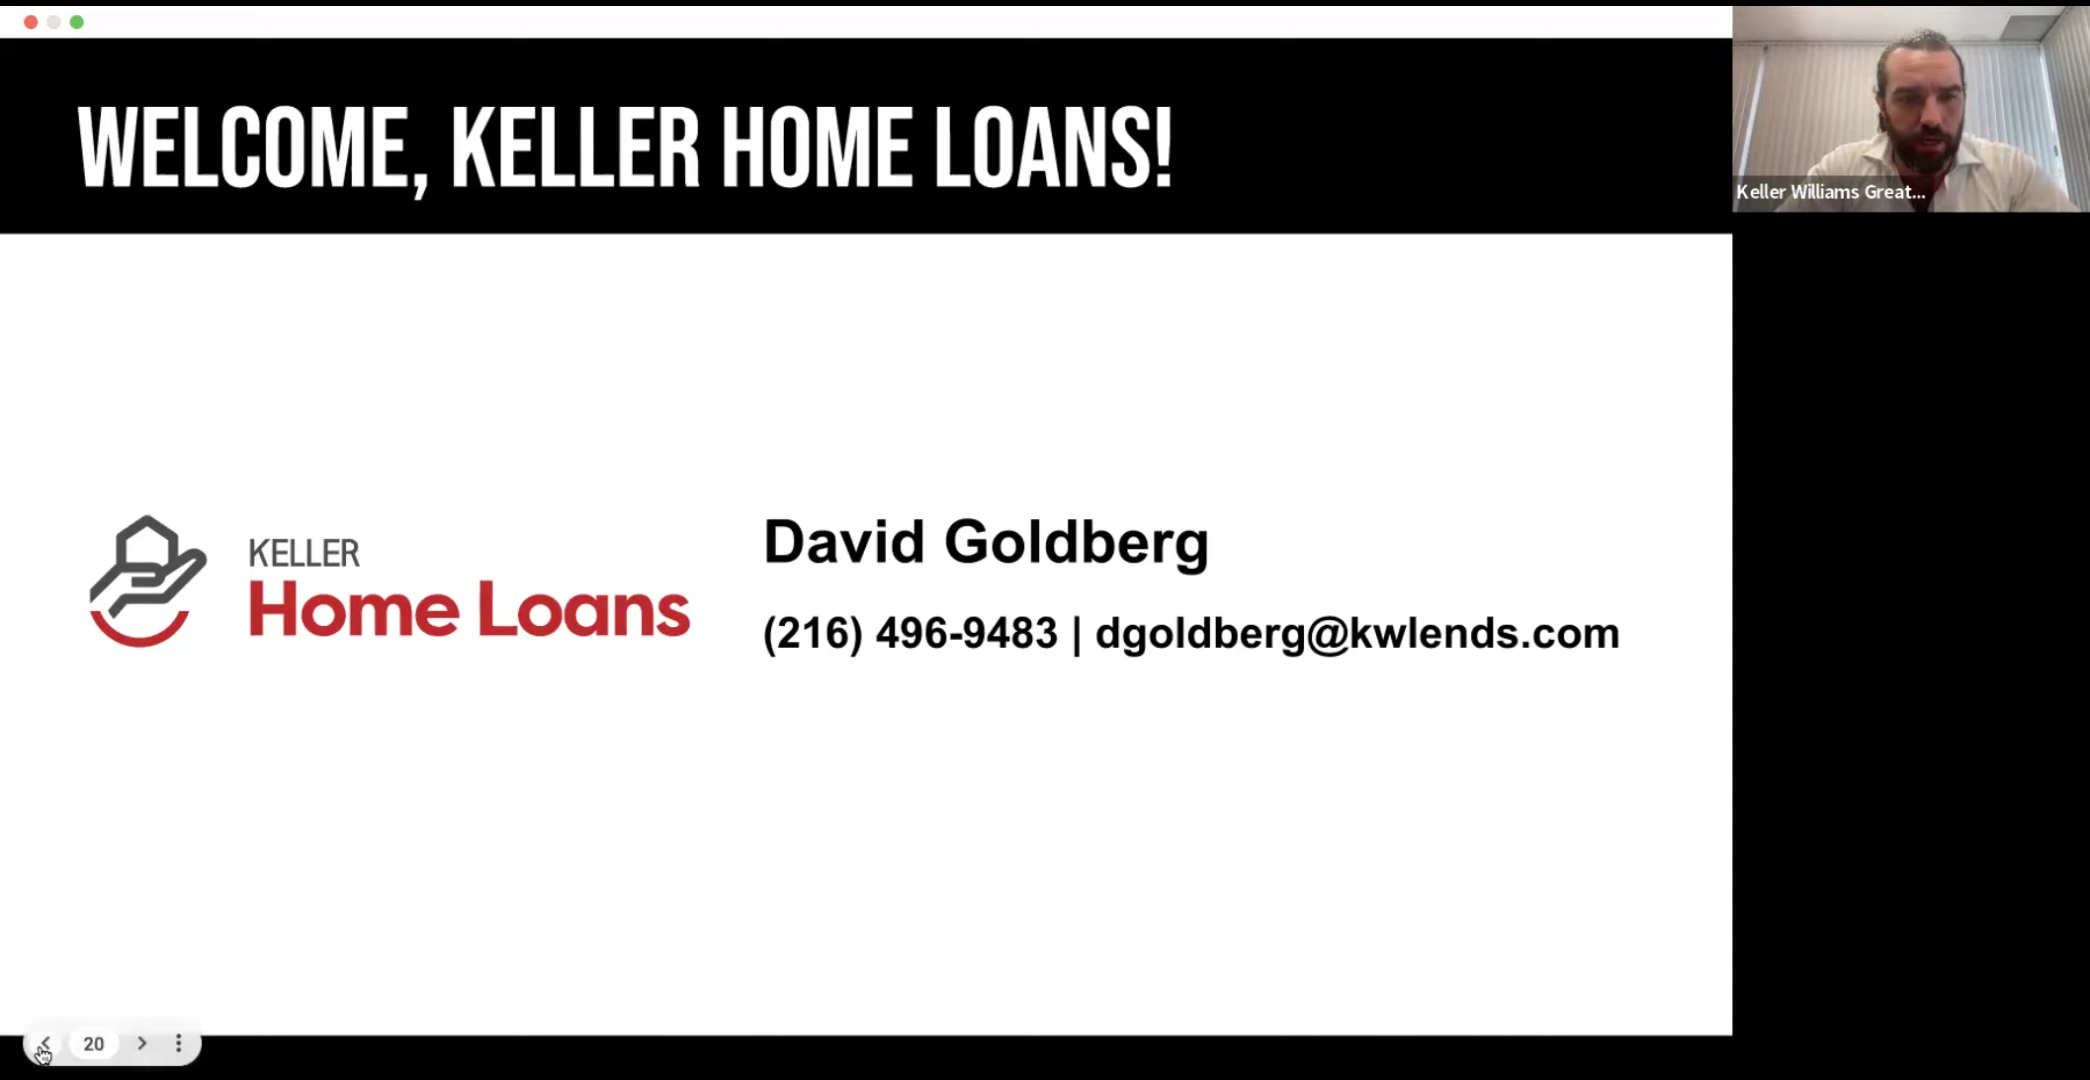 WELCOME, KELLER HOME LOANS!
Keller Williams Great...
KELLER
Home Loans
David Goldberg
(216) 496-9483 | dgoldberg@kwlends.com
20